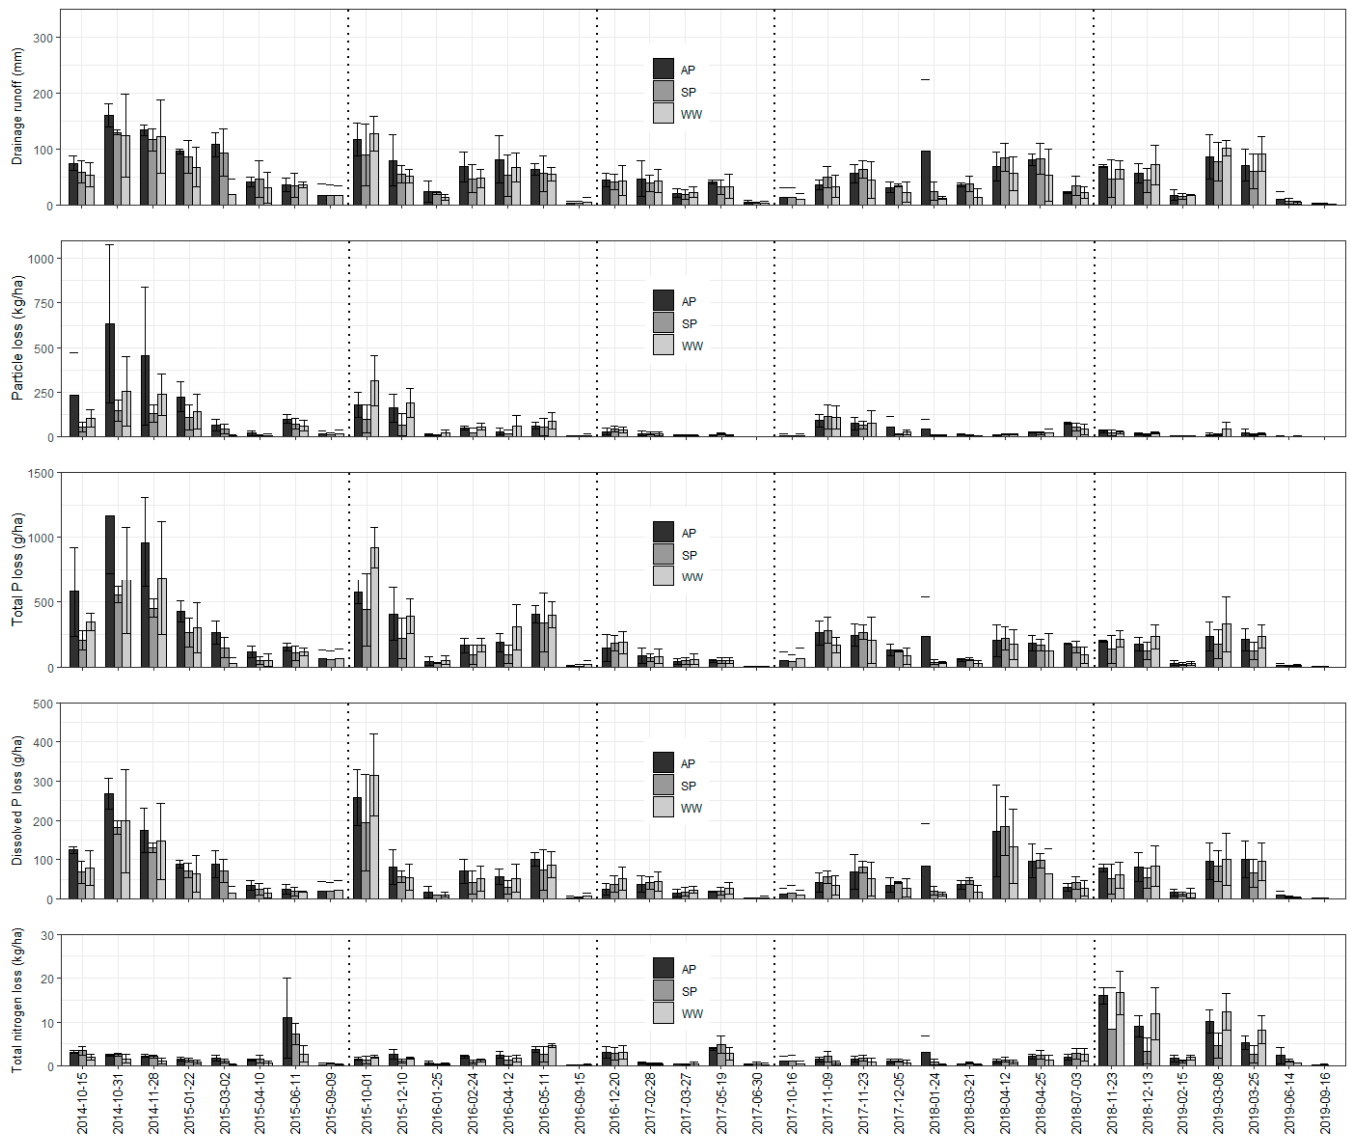 Drainage runoff (mm)
300
200
100
0
AP
SP
WW
Particle loss (kg/ha)
1000
750
500
250
0
AP
SP
WW
Total P loss (g/ha)
1500
1000
500
0
AP
SP
WW
Dissolved P loss (g/ha)
500
400
300
200
100
0
AP
SP
WW
Total nitrogen loss (kg/ha)
30
20
10
0
AP
SP
WW
2014-10-15
2014-10-31
2014-11-28
2015-01-22
2015-03-02
2015-04-10
2015-06-11
2015-09-09
2015-10-01
2015-12-10
2016-01-25
2016-02-24
2016-04-12
2016-05-11
2016-09-15
2016-12-20
2017-02-28
2017-03-27
2017-05-19
2017-06-30
2017-10-16
2017-11-09
2017-11-23
2017-12-05
2018-01-24
2018-03-21
2018-04-12
2018-04-25
2018-07-03
2018-11-23
2018-12-13
2019-02-15
2019-03-08
2019-03-25
2019-06-14
2019-09-16